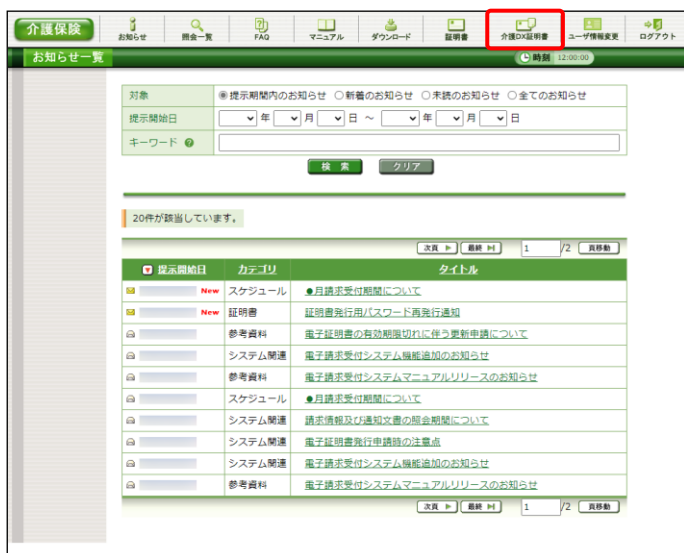 介護保険
お知らせ 照会一覧 FAQ マニュアル ダウンロード 証明書 介護DX証明書 ユーザ情報変更 ログアウト
お知らせ一覧 時刻 12:00:00
対象 提示期間内のお知らせ 新着のお知らせ 未読のお知らせ 全てのお知らせ
提示開始日 年 月 日 ～ 年 月 日
キーワード ?
検 索 クリア
20件が該当しています。
次頁 最終 1 /2 頁移動
提示開始日 カテゴリ タイトル
New スケジュール ●月請求受付期間について
New 証明書 証明書発行用パスワード再発行通知
参考資料 電子証明書の有効期限切れに伴う更新申請について
システム関連 電子請求受付システム機能追加のお知らせ
参考資料 電子請求受付システムマニュアルリリースのお知らせ
スケジュール ●月請求受付期間について
システム関連 請求情報及び通知文書の照会期間について
システム関連 電子証明書発行申請時の注意点
システム関連 電子請求受付システム機能追加のお知らせ
参考資料 電子請求受付システムマニュアルリリースのお知らせ
次頁 最終 1 /2 頁移動